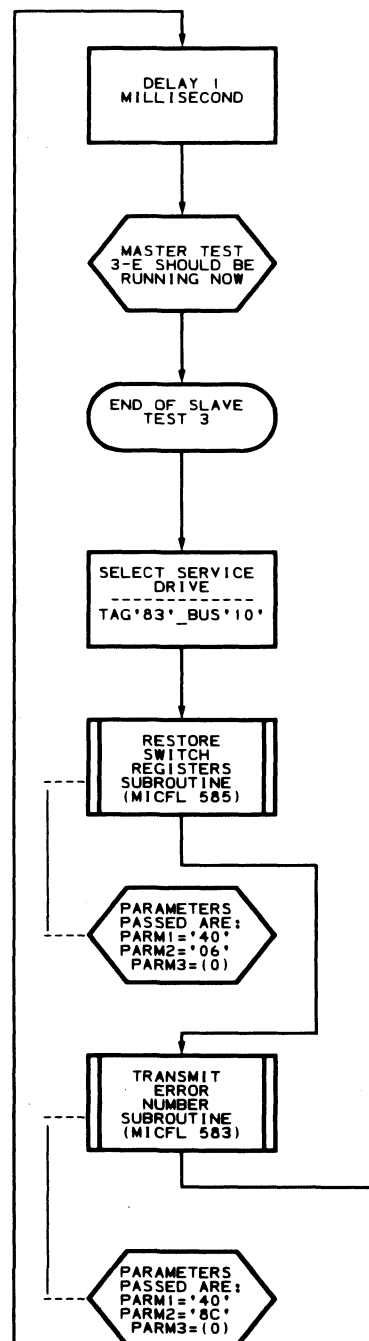 DELAY 1
MILLISECOND
MASTER TEST
3-E SHOULD BE
RUNNING NOW
END OF SLAVE
TEST 3
SELECT SERVICE
DRIVE
--------------
TAG'83'_BUS'10'
RESTORE
SWITCH
REGISTERS
SUBROUTINE
(MICFL 585)
PARAMETERS
PASSED ARE:
PARM1='40'
PARM2='06'
PARM3=(0)
TRANSMIT
ERROR
NUMBER
SUBROUTINE
(MICFL 583)
PARAMETERS
PASSED ARE:
PARM1='40'
PARM2='8C'
PARM3=(0)